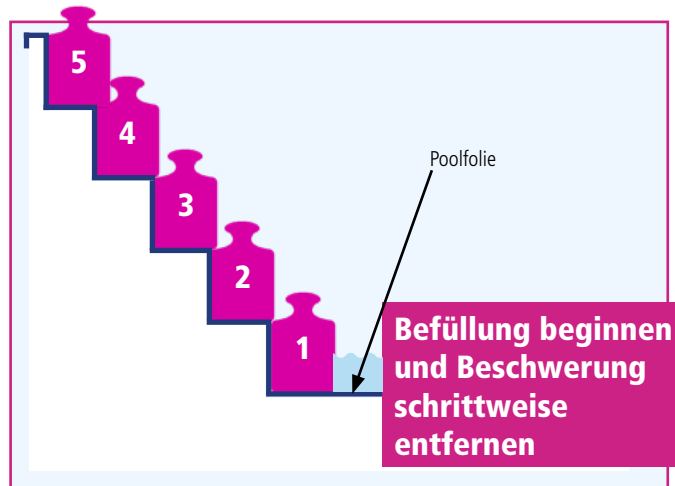 5
4
3
2
1
Poolfolie
Befüllung beginnen
und Beschwerung
schrittweise
entfernen